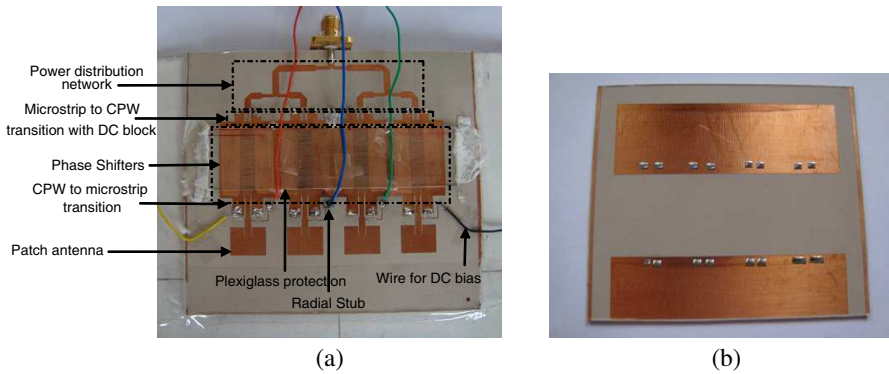 Power distribution
network
Microstrip to CPW
transition with DC block
Phase Shifters
CPW to microstrip
transition
Patch antenna
Plexiglass protection
Radial Stub
Wire for DC bias
(a)
(b)